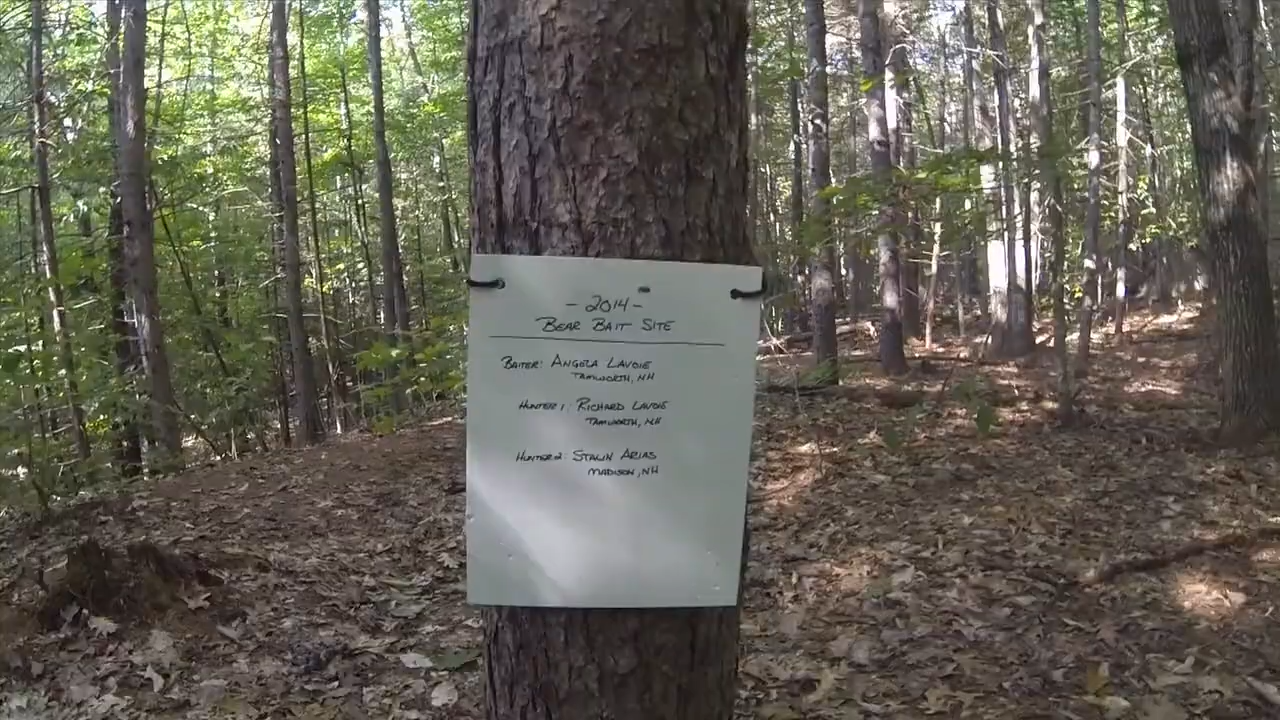 - 2014 -
BEAR BAIT SITE
BAITER: ANGELA LAVOIE
TAMWORTH, NH
HUNTER 1: RICHARD LAVOIE
TAMWORTH, NH
HUNTER 2: STALIN ARIAS
MADISON, NH